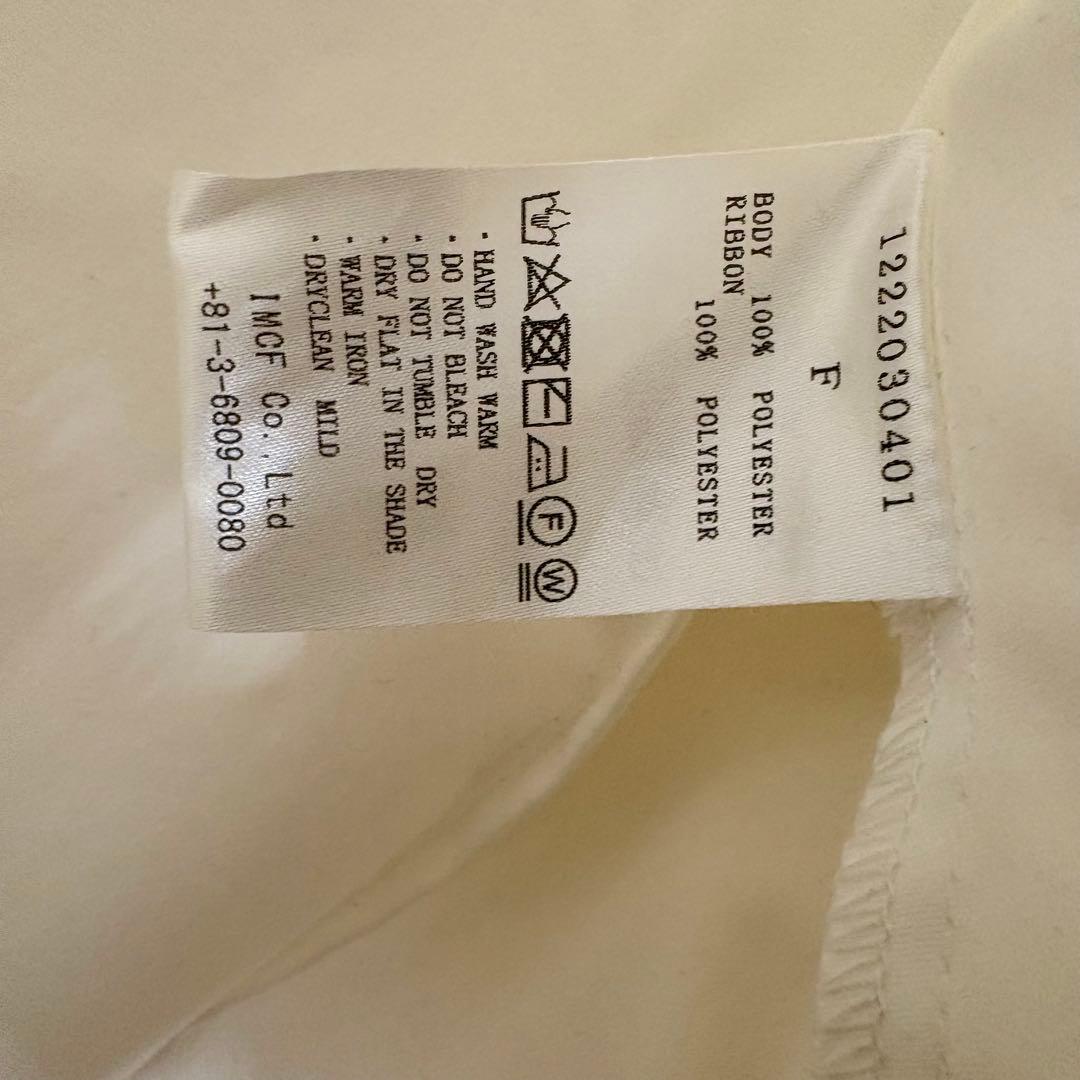 1222030401
F
BODY 100% POLYESTER
RIBBON
100% POLYESTER
F W
· HAND WASH WARM
· DO NOT BLEACH
· DO NOT TUMBLE DRY
· DRY FLAT IN THE SHADE
· WARM IRON
· DRYCLEAN MILD
IMCF Co.,Ltd
+81-3-6809-0080